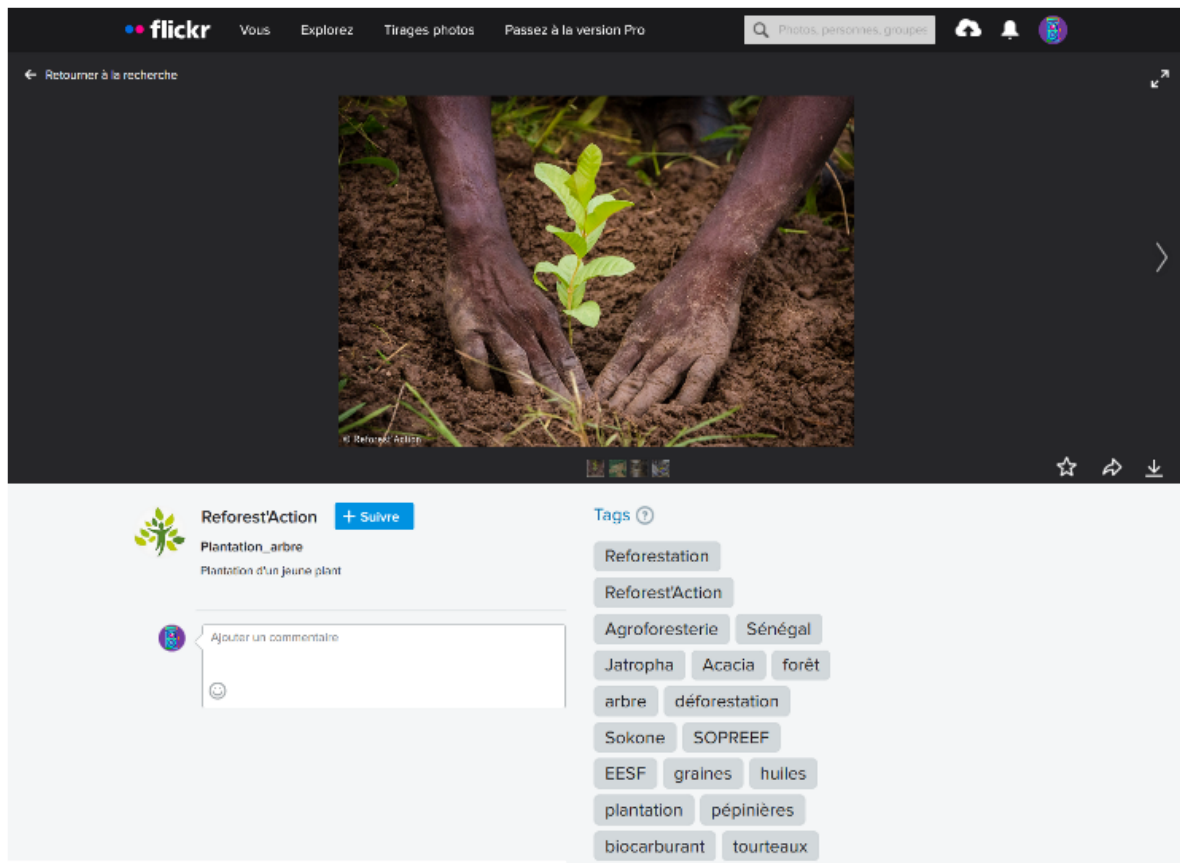 flickr Vous Explorez Tirages photos Passez à la version Pro Photos, personnes, groupes
Retourner à la recherche
© Reforest'Action
Reforest'Action + Suivre
Plantation_arbre
Plantation d'un jeune plant
Ajouter un commentaire
Tags ?
Reforestation
Reforest'Action
Agroforesterie Sénégal
Jatropha Acacia forêt
arbre déforestation
Sokone SOPREEF
EESF graines huiles
plantation pépinières
biocarburant tourteaux